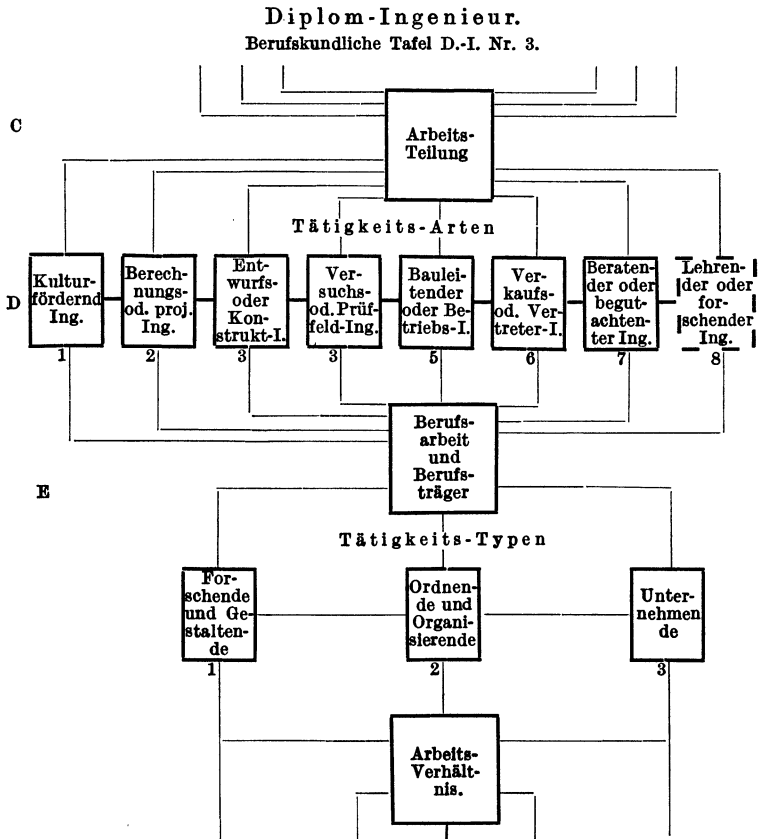 Diplom-Ingenieur.
Berufskundliche Tafel D.-I. Nr. 3.
C
Arbeits-
Teilung
Tätigkeits-Arten
D
Kultur-
fördernd
Ing.
1
Berech-
nungs-
od. proj.
Ing.
2
Ent-
wurfs-
oder
Kon-
strukt-I.
3
Ver-
suchs-
od. Prüf-
feld-Ing.
3
Baulei-
tender
oder Be-
triebs-I.
5
Ver-
kaufs-
od. Ver-
treter-I.
6
Beraten-
der oder
begut-
achten-
ter Ing.
7
Lehren-
der oder
for-
schender
Ing.
8
Berufs-
arbeit
und
Berufs-
träger
E
Tätigkeits-Typen
For-
schende
und Ge-
stalten-
de
1
Ordnen-
de und
Organi-
sierende
2
Unter-
nehmen
de
3
Arbeits-
Verhält-
nis.